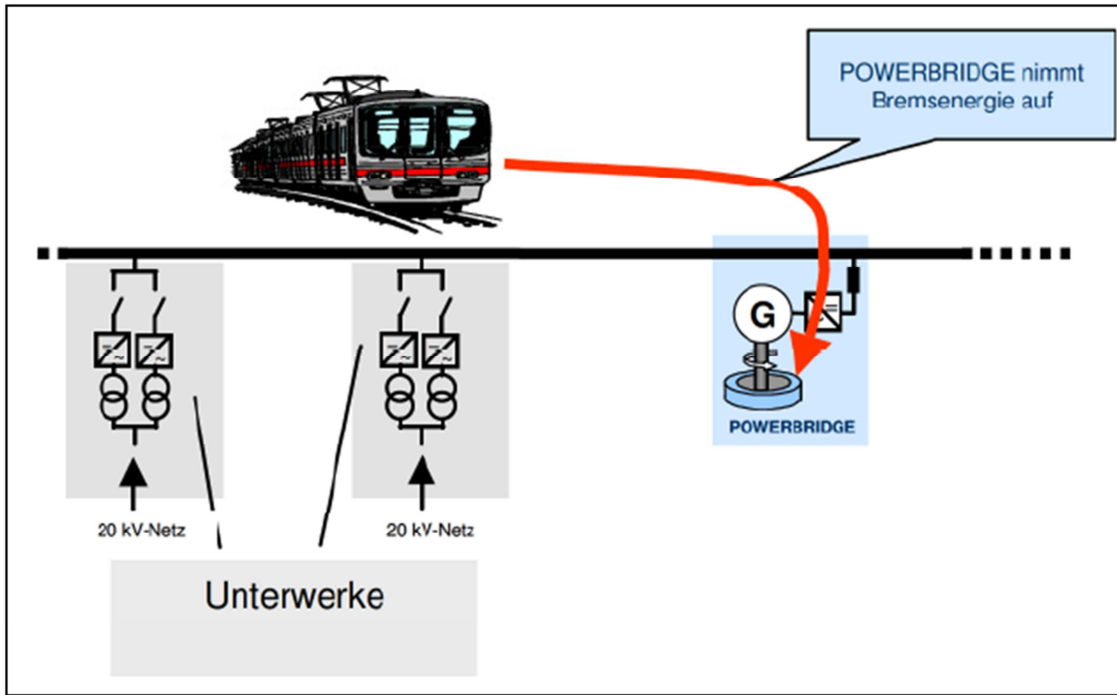 POWERBRIDGE nimmt
Bremsenergie auf
G
POWERBRIDGE
20 kV-Netz
20 kV-Netz
Unterwerke